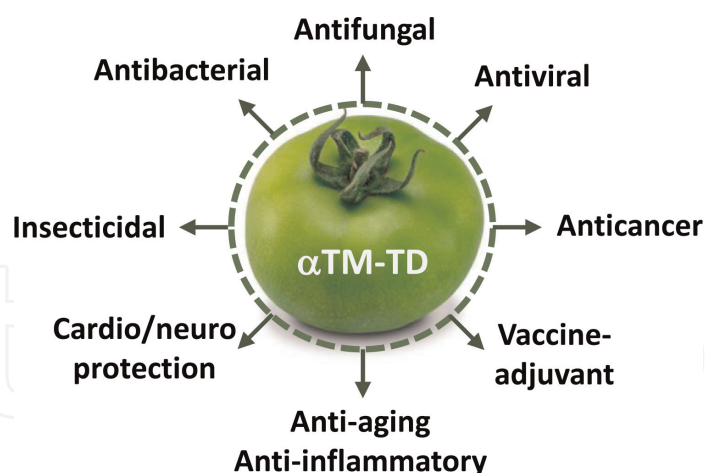 Antifungal
Antibacterial
Antiviral
Insecticidal
αTM-TD
Anticancer
Cardio/neuro
protection
Vaccine-
adjuvant
Anti-aging
Anti-inflammatory